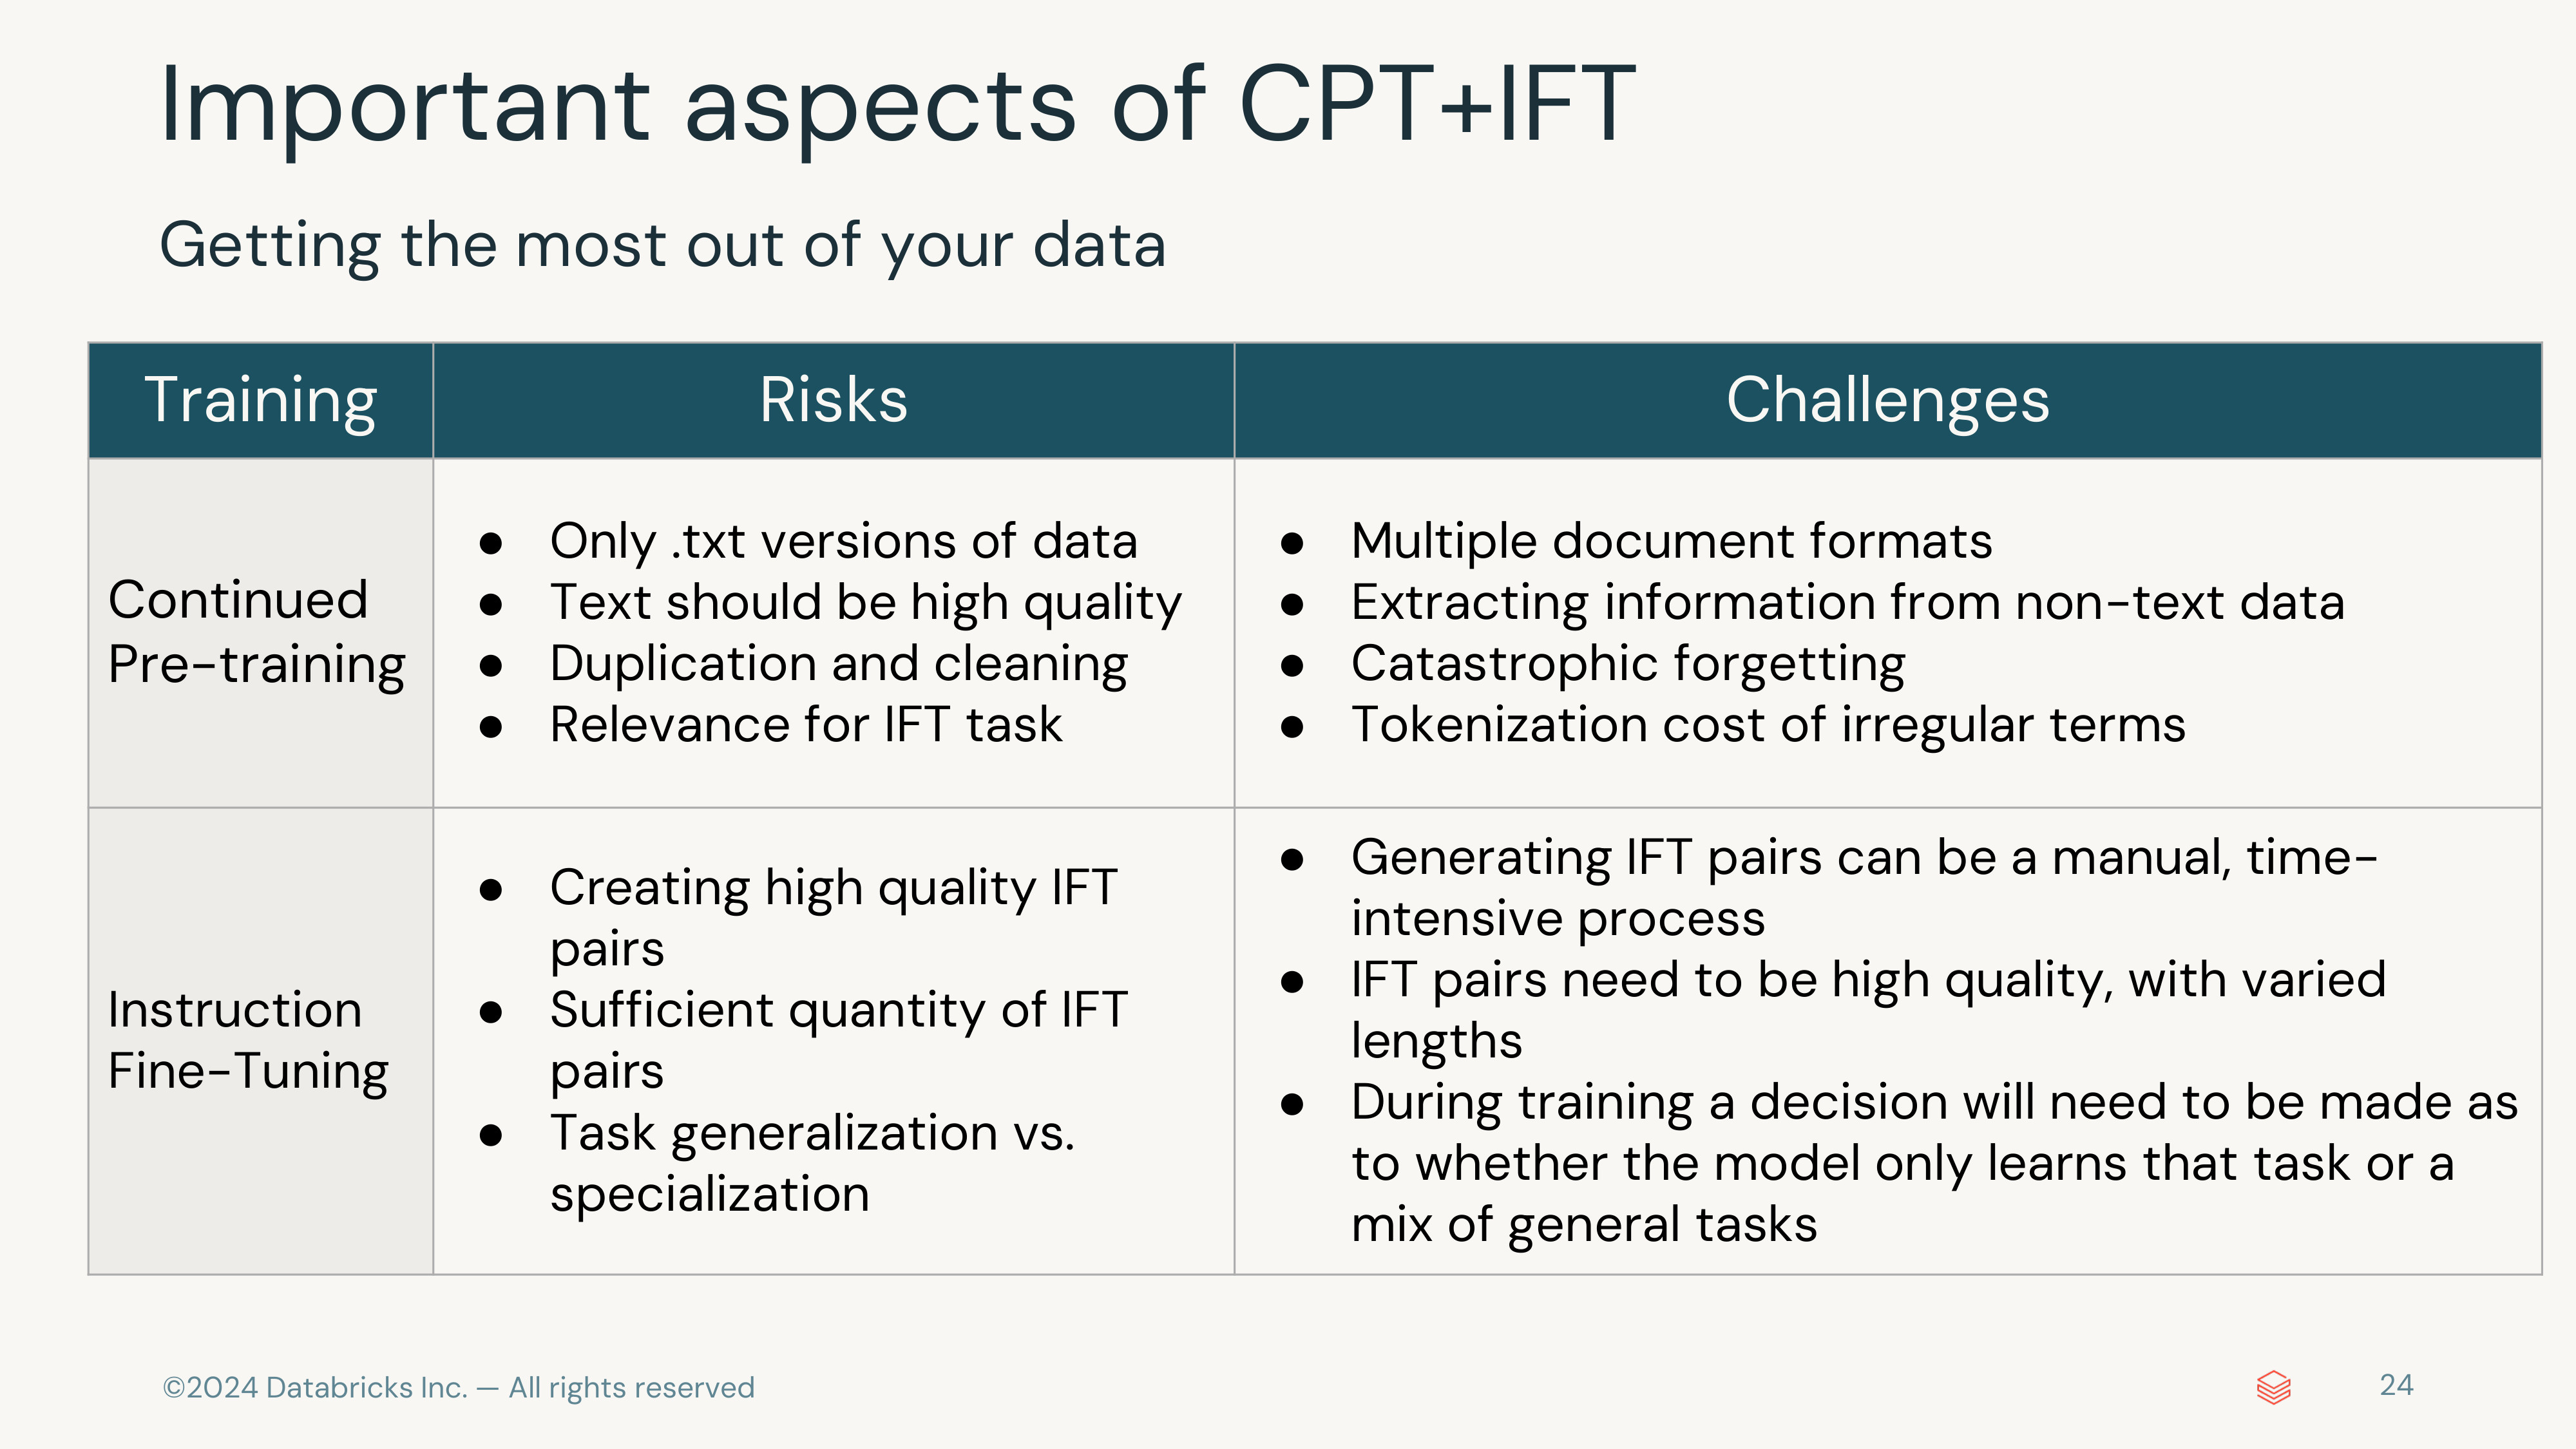 Important aspects of CPT+IFT
Getting the most out of your data
Training
Risks
Challenges
Continued
Pre-training
● Only .txt versions of data
● Text should be high quality
● Duplication and cleaning
● Relevance for IFT task
● Multiple document formats
● Extracting information from non-text data
● Catastrophic forgetting
● Tokenization cost of irregular terms
Instruction
Fine-Tuning
● Creating high quality IFT
pairs
● Sufficient quantity of IFT
pairs
● Task generalization vs.
specialization
● Generating IFT pairs can be a manual, time-
intensive process
● IFT pairs need to be high quality, with varied
lengths
● During training a decision will need to be made as
to whether the model only learns that task or a
mix of general tasks
©2024 Databricks Inc. — All rights reserved
24